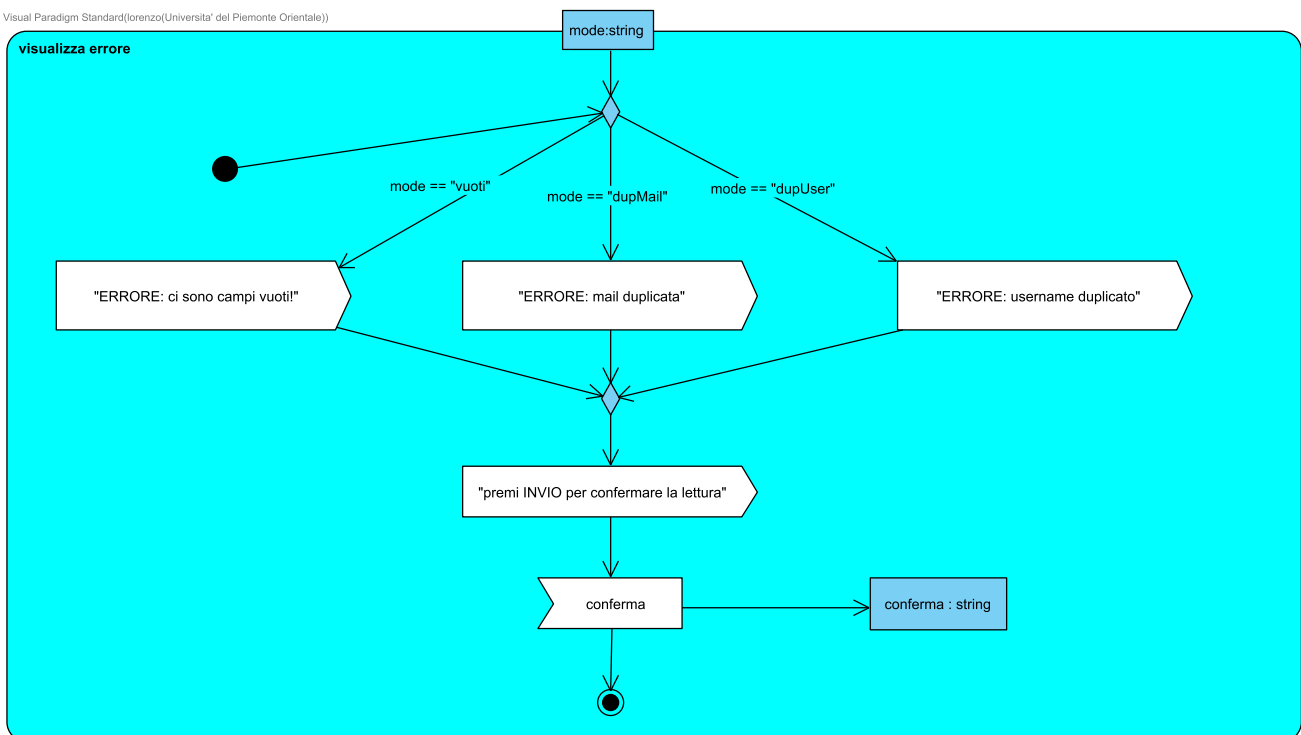 Visual Paradigm Standard(lorenzo(Universita' del Piemonte Orientale))
mode:string
visualizza errore
mode == "vuoti"
mode == "dupMail"
mode == "dupUser"
"ERRORE: ci sono campi vuoti!"
"ERRORE: mail duplicata"
"ERRORE: username duplicato"
"premi INVIO per confermare la lettura"
conferma
conferma : string